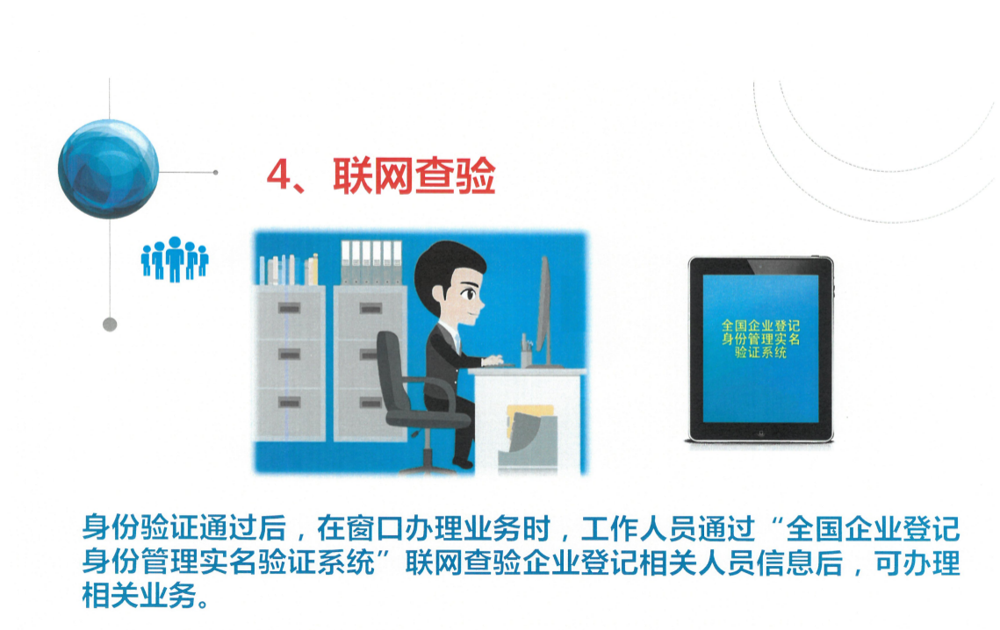 4、联网查验
全国企业登记
身份管理实名
验证系统
身份验证通过后，在窗口办理业务时，工作人员通过“全国企业登记
身份管理实名验证系统”联网查验企业登记相关人员信息后，可办理
相关业务。